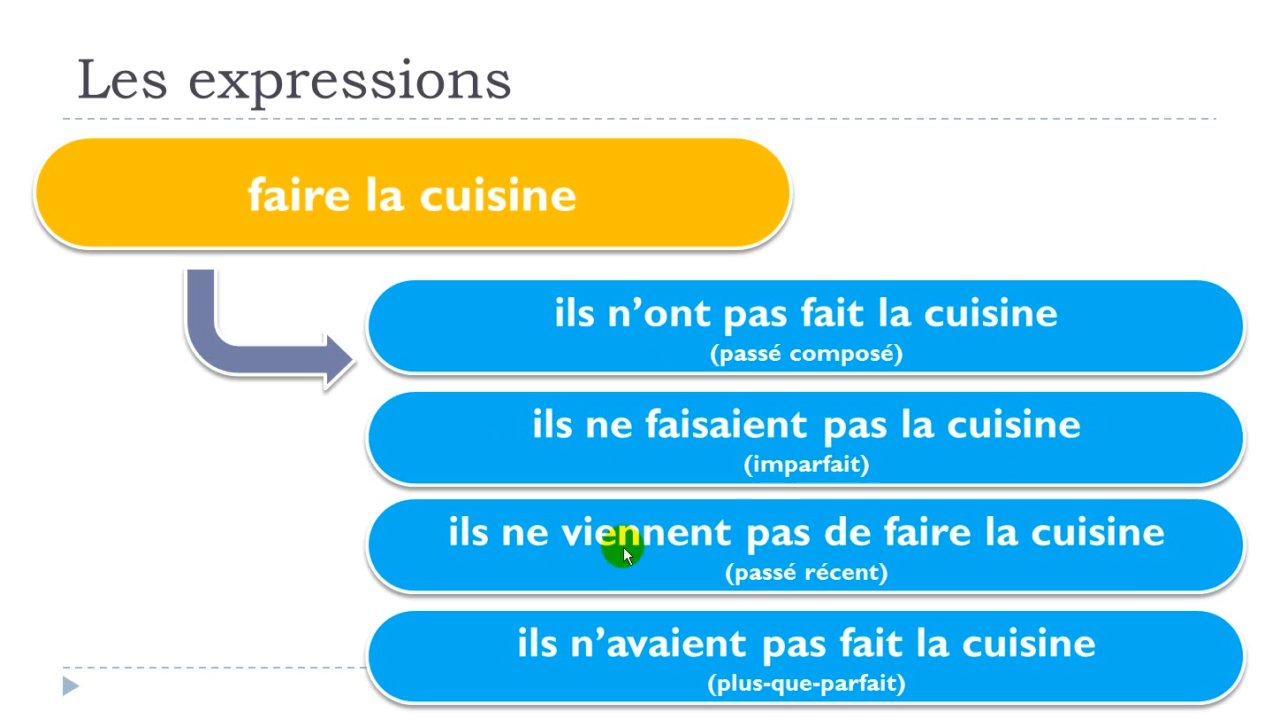 Les expressions
faire la cuisine
ils n’ont pas fait la cuisine
(passé composé)
ils ne faisaient pas la cuisine
(imparfait)
ils ne viennent pas de faire la cuisine
(passé récent)
ils n’avaient pas fait la cuisine
(plus-que-parfait)